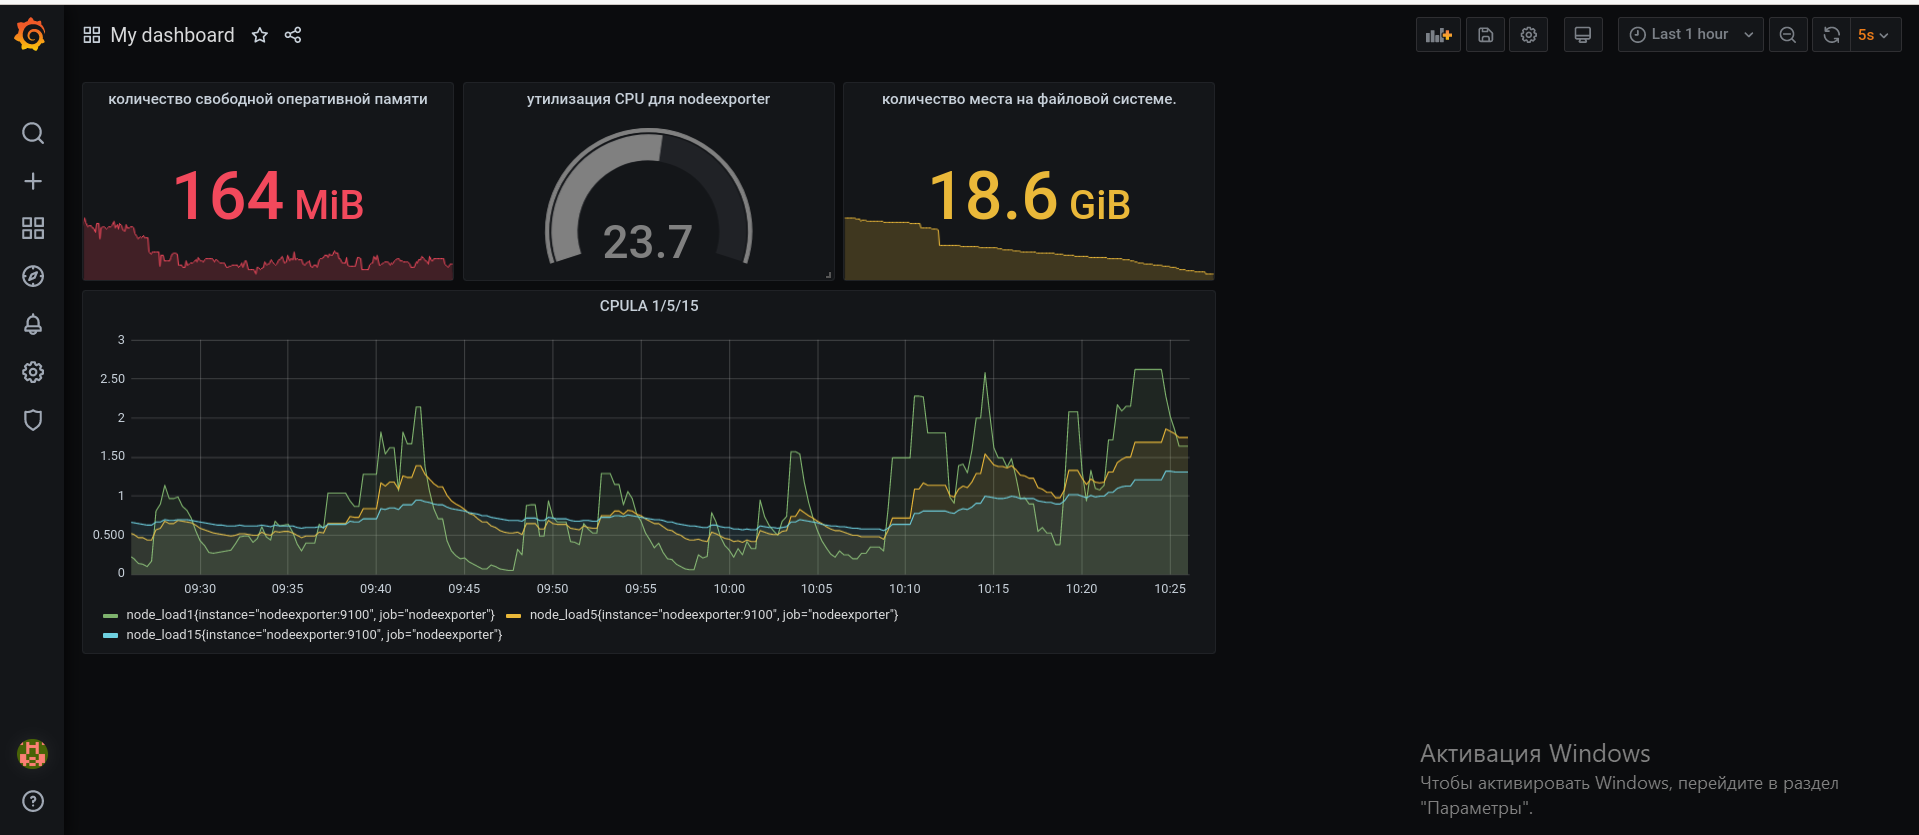 My dashboard
Last 1 hour
5s
количество свободной оперативной памяти
164 MiB
утилизация CPU для nodeexporter
23.7
количество места на файловой системе.
18.6 GiB
CPULA 1/5/15
3
2.50
2
1.50
1
0.500
0
09:30 09:35 09:40 09:45 09:50 09:55 10:00 10:05 10:10 10:15 10:20 10:25
node_load1{instance="nodeexporter:9100", job="nodeexporter"} node_load5{instance="nodeexporter:9100", job="nodeexporter"}
node_load15{instance="nodeexporter:9100", job="nodeexporter"}
Активация Windows
Чтобы активировать Windows, перейдите в раздел
"Параметры".